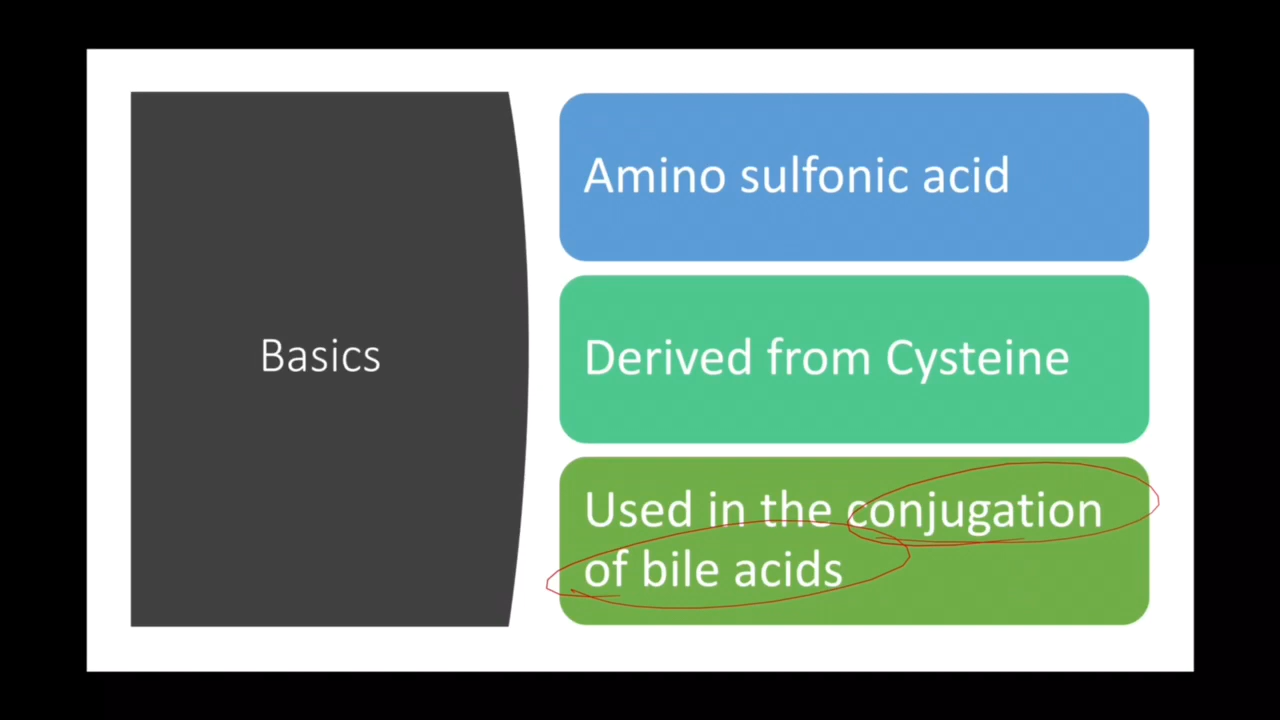 Basics
Amino sulfonic acid
Derived from Cysteine
Used in the conjugation
of bile acids